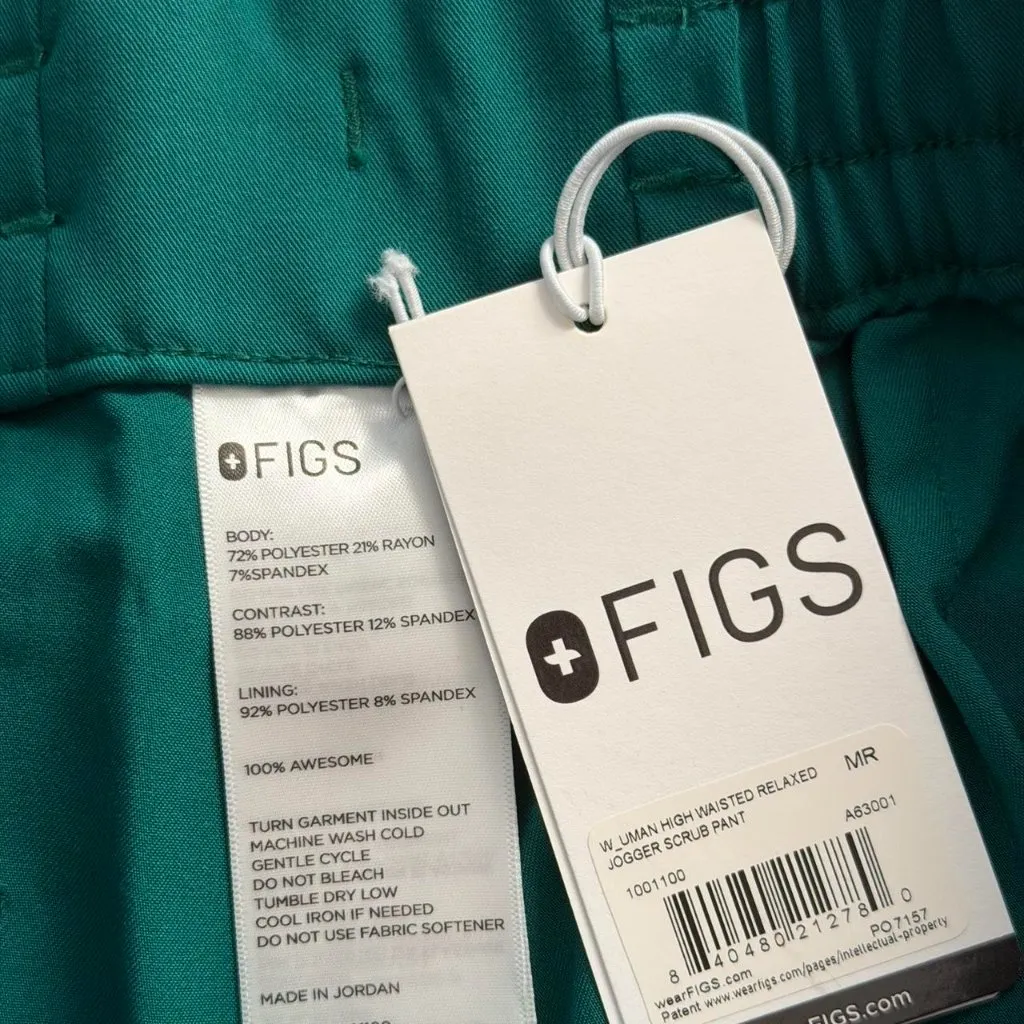 FIGS
BODY:
72% POLYESTER 21% RAYON
7%SPANDEX
CONTRAST:
88% POLYESTER 12% SPANDEX
LINING:
92% POLYESTER 8% SPANDEX
100% AWESOME
TURN GARMENT INSIDE OUT
MACHINE WASH COLD
GENTLE CYCLE
DO NOT BLEACH
TUMBLE DRY LOW
COOL IRON IF NEEDED
DO NOT USE FABRIC SOFTENER
MADE IN JORDAN
FIGS
W_UMAN HIGH WAISTED RELAXED MR
JOGGER SCRUB PANT
A63001
1001100
8 40480 21278 0
PO7157
wearFIGS.com
Patent www.wearfigs.com/pages/intellectual-property
FIGS.com